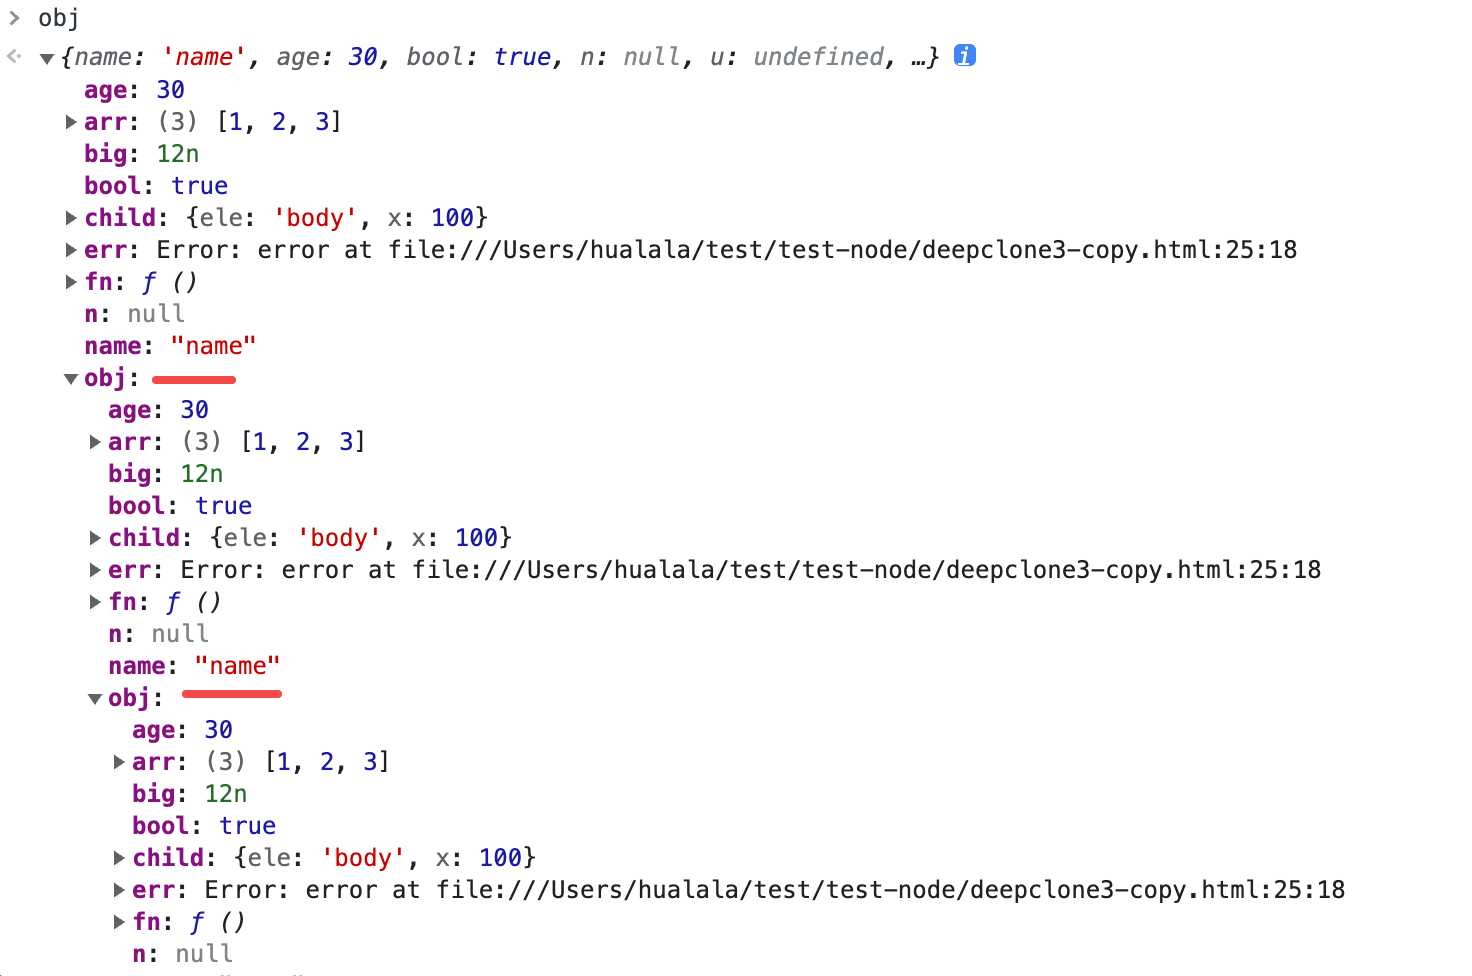 obj
{name: 'name', age: 30, bool: true, n: null, u: undefined, …} i
age: 30
arr: (3) [1, 2, 3]
big: 12n
bool: true
child: {ele: 'body', x: 100}
err: Error: error at file:///Users/hualala/test/test-node/deepclone3-copy.html:25:18
fn: ƒ ()
n: null
name: "name"
obj:
age: 30
arr: (3) [1, 2, 3]
big: 12n
bool: true
child: {ele: 'body', x: 100}
err: Error: error at file:///Users/hualala/test/test-node/deepclone3-copy.html:25:18
fn: ƒ ()
n: null
name: "name"
obj:
age: 30
arr: (3) [1, 2, 3]
big: 12n
bool: true
child: {ele: 'body', x: 100}
err: Error: error at file:///Users/hualala/test/test-node/deepclone3-copy.html:25:18
fn: ƒ ()
n: null